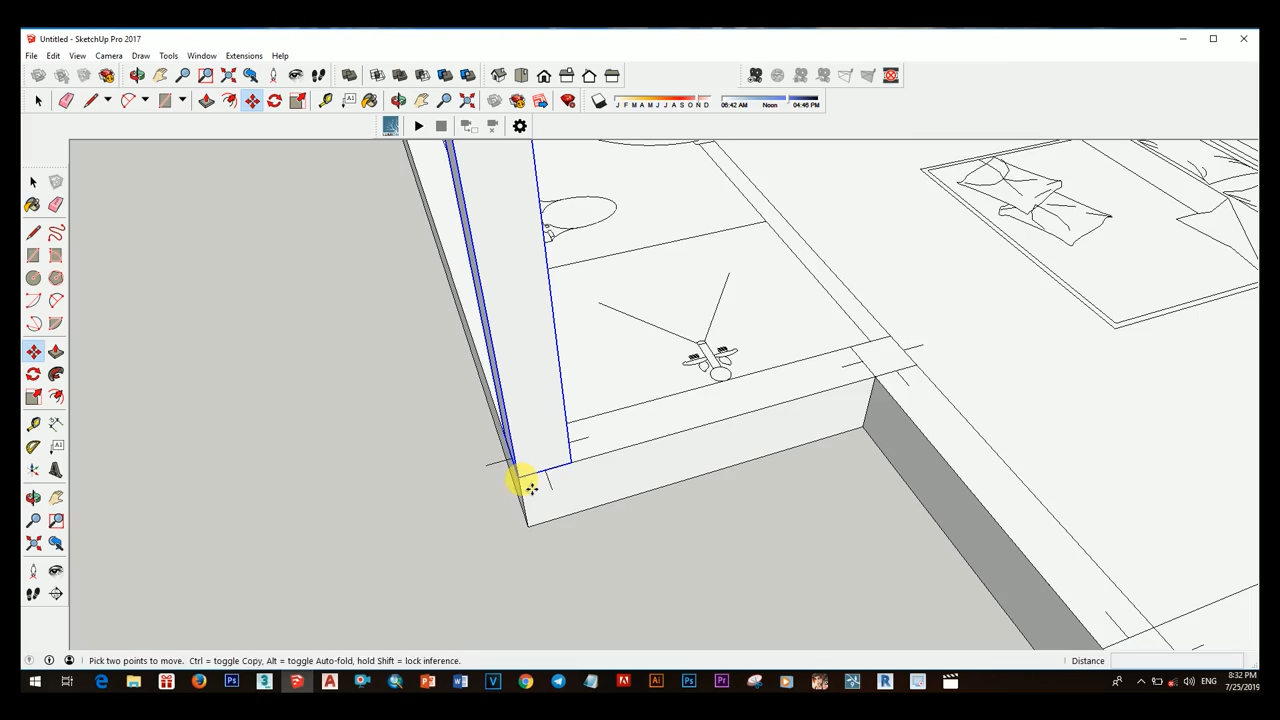 Untitled - SketchUp Pro 2017
File Edit View Camera Draw Tools Window Extensions Help
J F M A M J J A S O N D 06:42 AM Noon 04:46 PM
Pick two points to move. Ctrl = toggle Copy, Alt = toggle Auto-fold, hold Shift = lock inference. Distance
ENG
8:32 PM
7/25/2019